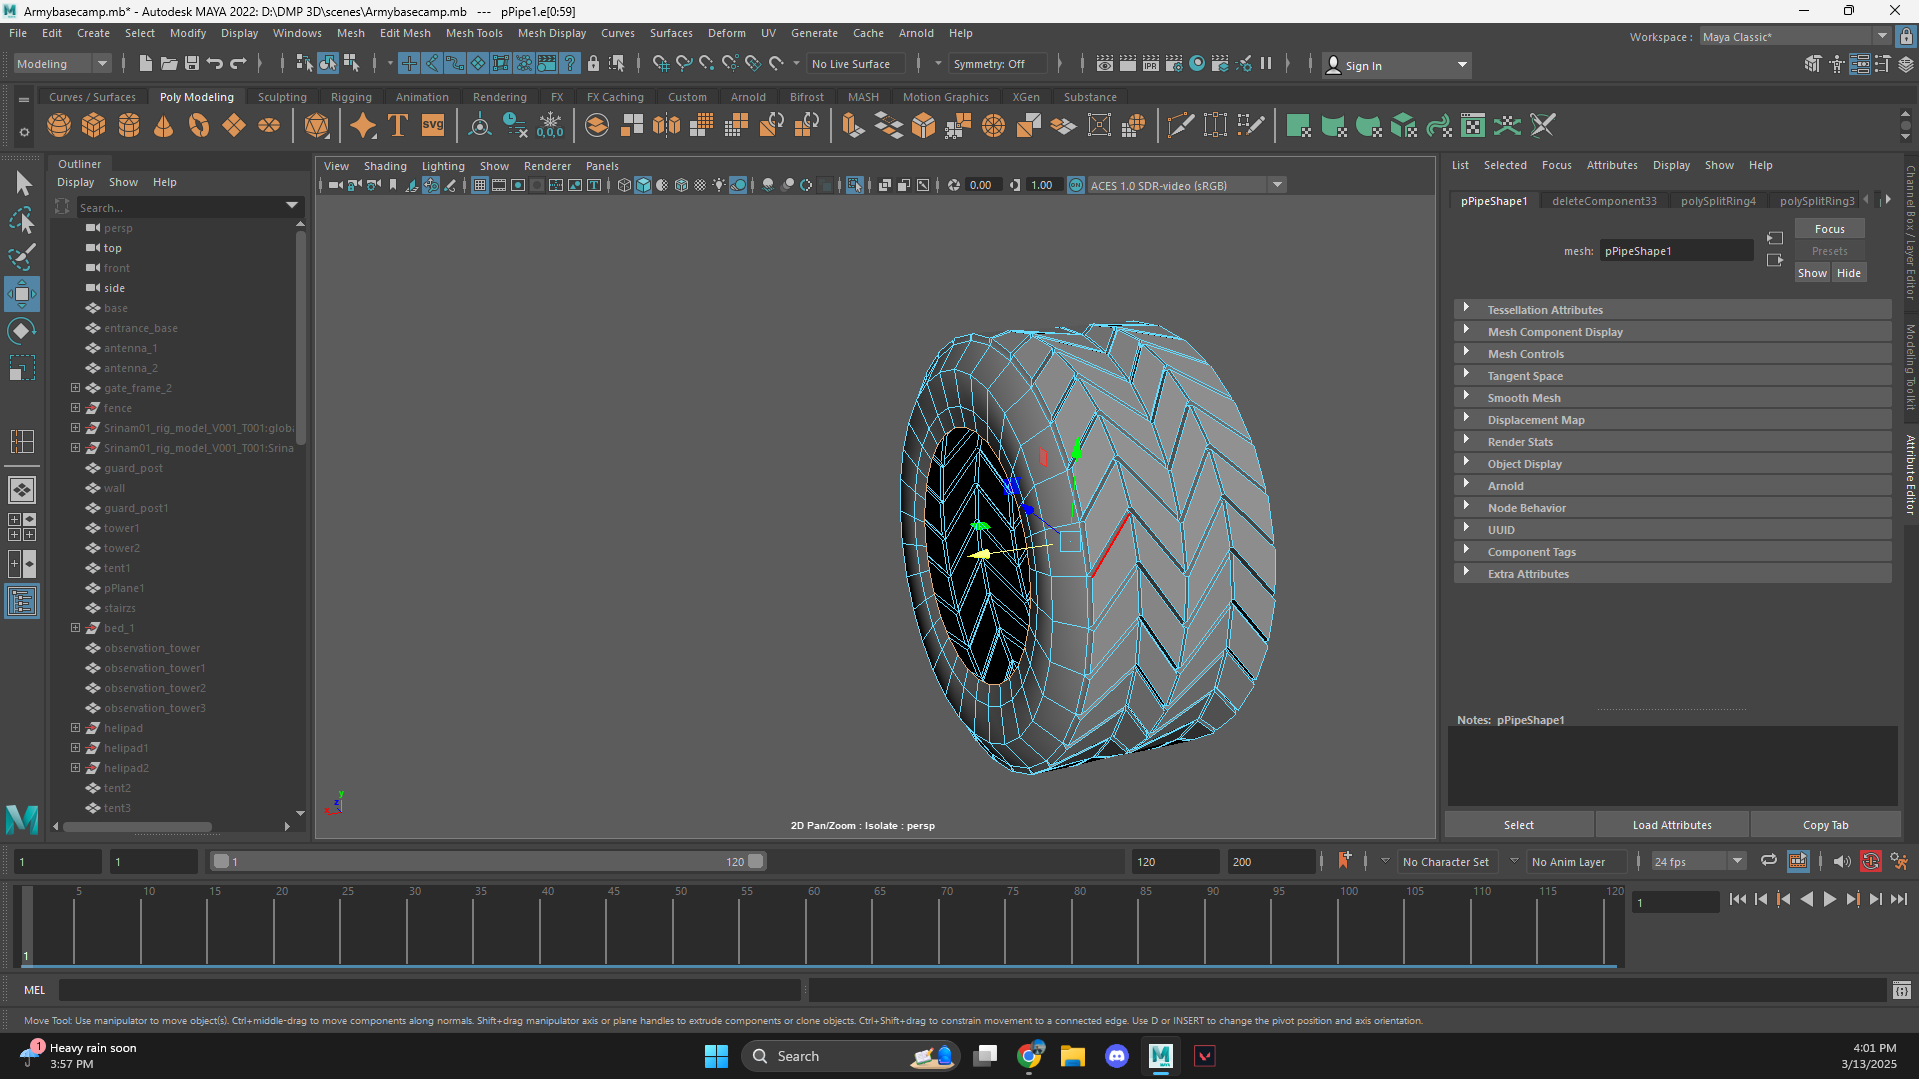 Armybasecamp.mb* - Autodesk MAYA 2022: D:\DMP 3D\scenes\Armybasecamp.mb   ---   pPipe1.e[0:59]
File Edit Create Select Modify Display Windows Mesh Edit Mesh Mesh Tools Mesh Display Curves Surfaces Deform UV Generate Cache Arnold Help
Workspace : Maya Classic*
Modeling No Live Surface Symmetry: Off Sign In
Curves / Surfaces Poly Modeling Sculpting Rigging Animation Rendering FX FX Caching Custom Arnold Bifrost MASH Motion Graphics XGen Substance
T SVG 0,0,0
Outliner
Display Show Help
Search...
persp
top
front
side
base
entrance_base
antenna_1
antenna_2
gate_frame_2
fence
Srinam01_rig_model_V001_T001:globa
Srinam01_rig_model_V001_T001:Srina
guard_post
wall
guard_post1
tower1
tower2
tent1
pPlane1
stairzs
bed_1
observation_tower
observation_tower1
observation_tower2
observation_tower3
helipad
helipad1
helipad2
tent2
tent3
View Shading Lighting Show Renderer Panels
0.00 1.00 ACES 1.0 SDR-video (sRGB)
y
z
x
2D Pan/Zoom : Isolate : persp
List Selected Focus Attributes Display Show Help
pPipeShape1 deleteComponent33 polySplitRing4 polySplitRing3
mesh: pPipeShape1
Focus
Presets
Show Hide
Tessellation Attributes
Mesh Component Display
Mesh Controls
Tangent Space
Smooth Mesh
Displacement Map
Render Stats
Object Display
Arnold
Node Behavior
UUID
Component Tags
Extra Attributes
Notes: pPipeShape1
Select Load Attributes Copy Tab
Channel Box / Layer Editor
Modeling Toolkit
Attribute Editor
1 1 1 120 120 200 No Character Set No Anim Layer 24 fps
5 10 15 20 25 30 35 40 45 50 55 60 65 70 75 80 85 90 95 100 105 110 115 120
1
1
MEL
Move Tool: Use manipulator to move object(s). Ctrl+middle-drag to move components along normals. Shift+drag manipulator axis or plane handles to extrude components or clone objects. Ctrl+Shift+drag to constrain movement to a connected edge. Use D or INSERT to change the pivot position and axis orientation.
1
Heavy rain soon
3:57 PM
Search
4:01 PM
3/13/2025